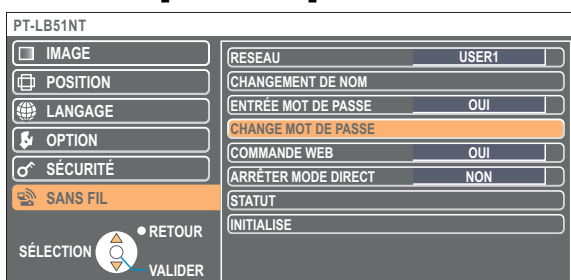 PT-LB51NT
IMAGE
POSITION
LANGAGE
OPTION
SÉCURITÉ
SANS FIL
RETOUR
SÉLECTION
VALIDER
RESEAU USER1
CHANGEMENT DE NOM
ENTRÉE MOT DE PASSE OUI
CHANGE MOT DE PASSE
COMMANDE WEB OUI
ARRÊTER MODE DIRECT NON
STATUT
INITIALISE